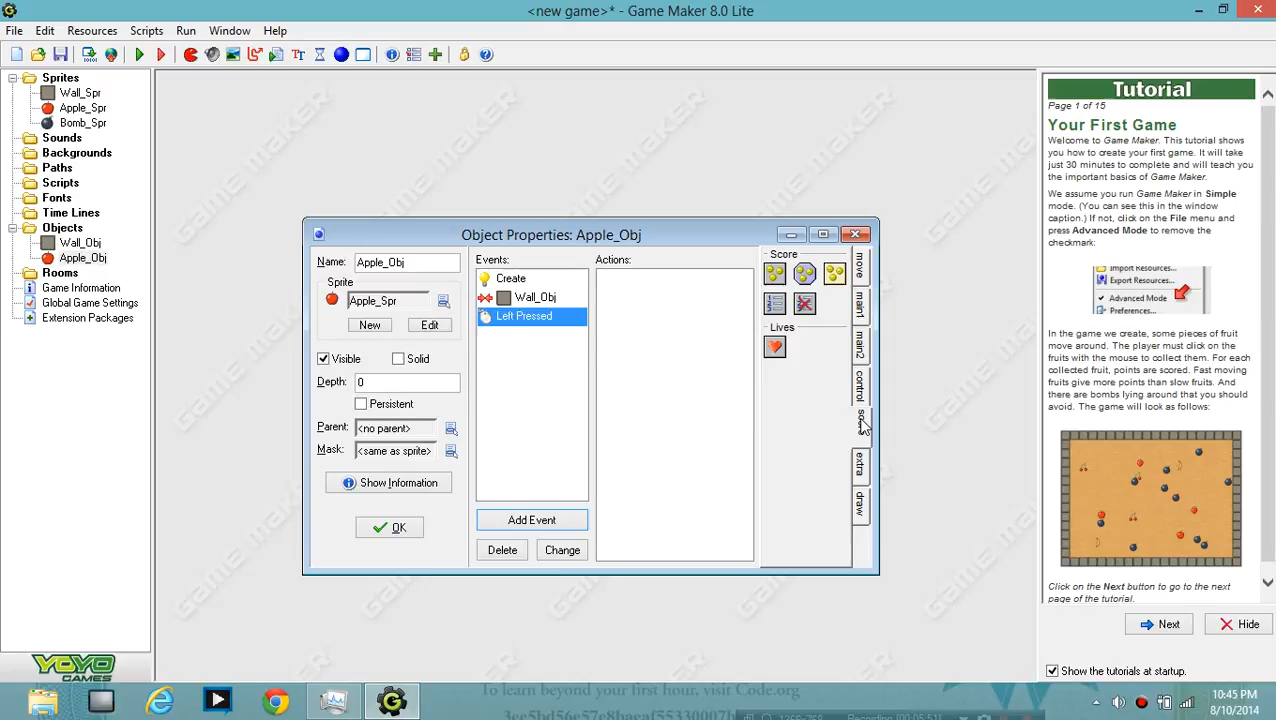 <new game>* - Game Maker 8.0 Lite
File Edit Resources Scripts Run Window Help
Sprites
Wall_Spr
Apple_Spr
Bomb_Spr
Sounds
Backgrounds
Paths
Scripts
Fonts
Time Lines
Objects
Wall_Obj
Apple_Obj
Rooms
Game Information
Global Game Settings
Extension Packages
YOYO
GAMES
Object Properties: Apple_Obj
Name: Apple_Obj
Sprite
Apple_Spr
New Edit
Visible Solid
Depth: 0
Persistent
Parent: <no parent>
Mask: <same as sprite>
Show Information
OK
Events:
Create
Wall_Obj
Left Pressed
Add Event
Delete Change
Actions:
Score
Lives
move
main1
main2
control
score
extra
draw
Tutorial
Page 1 of 15
Your First Game
Welcome to Game Maker. This tutorial shows
you how to create your first game. It will take
just 30 minutes to complete and will teach you
the important basics of Game Maker.
We assume you run Game Maker in Simple
mode. (You can see this in the window
caption.) If not, click on the File menu and
press Advanced Mode to remove the
checkmark:
Import Resources...
Export Resources...
Advanced Mode
Preferences...
In the game we create, some pieces of fruit
move around. The player must click on the
fruits with the mouse to collect them. For each
collected fruit, points are scored. Fast moving
fruits give more points than slow fruits. And
there are bombs lying around that you should
avoid. The game will look as follows:
Click on the Next button to go to the next
page of the tutorial.
Next Hide
Show the tutorials at startup.
To learn beyond your first hour, visit Code.org
10:45 PM
8/10/2014
GAME MAKER